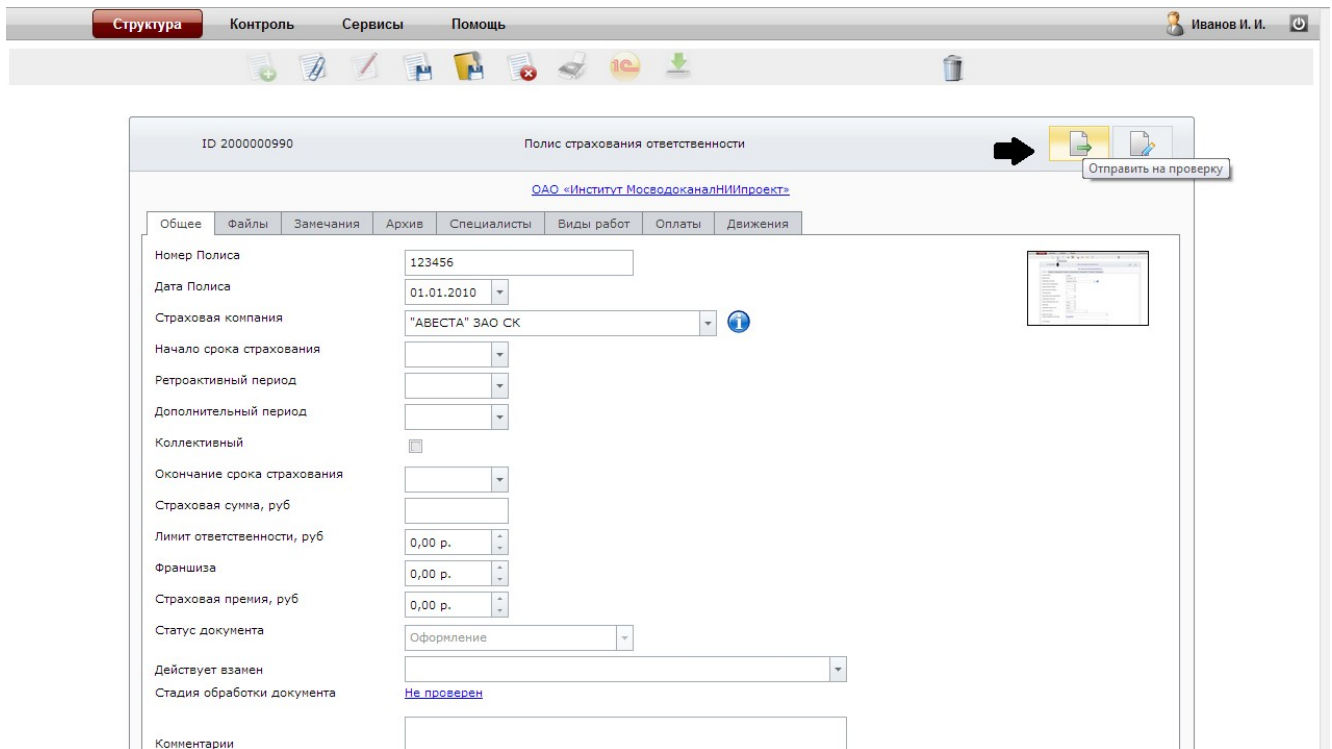 Структура Контроль Сервисы Помощь Иванов И. И.
1С
ID 2000000990 Полис страхования ответственности
Отправить на проверку
ОАО «Институт МосводоканалНИИпроект»
Общее Файлы Замечания Архив Специалисты Виды работ Оплаты Движения
Номер Полиса 123456
Дата Полиса 01.01.2010
Страховая компания "АВЕСТА" ЗАО СК
Начало срока страхования
Ретроактивный период
Дополнительный период
Коллективный
Окончание срока страхования
Страховая сумма, руб
Лимит ответственности, руб 0,00 р.
Франшиза 0,00 р.
Страховая премия, руб 0,00 р.
Статус документа Оформление
Действует взамен
Стадия обработки документа Не проверен
Комментарии